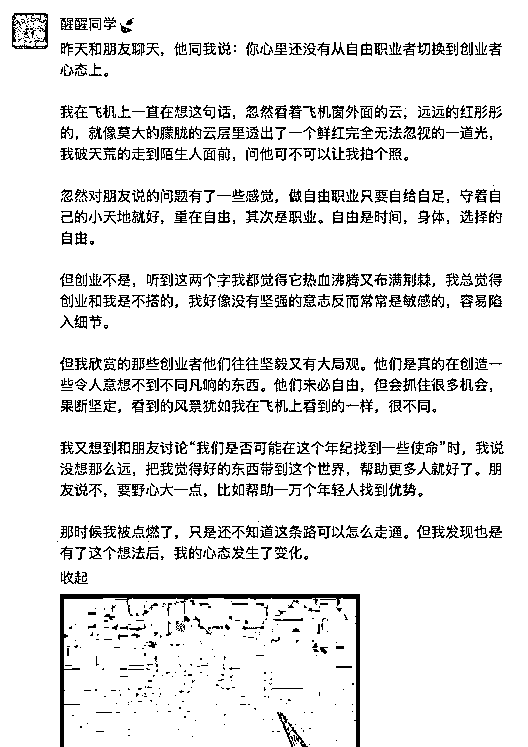 醒醒同学
昨天和朋友聊天，他同我说：你心里还没有从自由职业者切换到创业者
心态上。
我在飞机上一直在想这句话，忽然看着飞机窗外面的云，远远的红彤彤
的，就像莫大的朦胧的云层里透出了一个鲜红完全无法忽视的一道光，
我破天荒的走到陌生人面前，问他可不可以让我拍个照。
忽然对朋友说的问题有了一些感觉，做自由职业只要自给自足，守着自
己的小天地就好，重在自由，其次是职业。自由是时间，身体，选择的
自由。
但创业不是，听到这两个字我都觉得它热血沸腾又布满荆棘，我总觉得
创业和我是不搭的，我好像没有坚强的意志反而常常是敏感的，容易陷
入细节。
但我欣赏的那些创业者他们往往坚毅又有大局观。他们是真的在创造一
些令人意想不到不同凡响的东西。他们未必自由，但会抓住很多机会，
果断坚定，看到的风景犹如我在飞机上看到的一样，很不同。
我又想到和朋友讨论“我们是否可能在这个年纪找到一些使命”时，我说
没想那么远，把我觉得好的东西带到这个世界，帮助更多人就好了。朋
友说不，要野心大一点，比如帮助一万个年轻人找到优势。
那时候我被点燃了，只是还不知道这条路可以怎么走通。但我发现也是
有了这个想法后，我的心态发生了变化。
收起